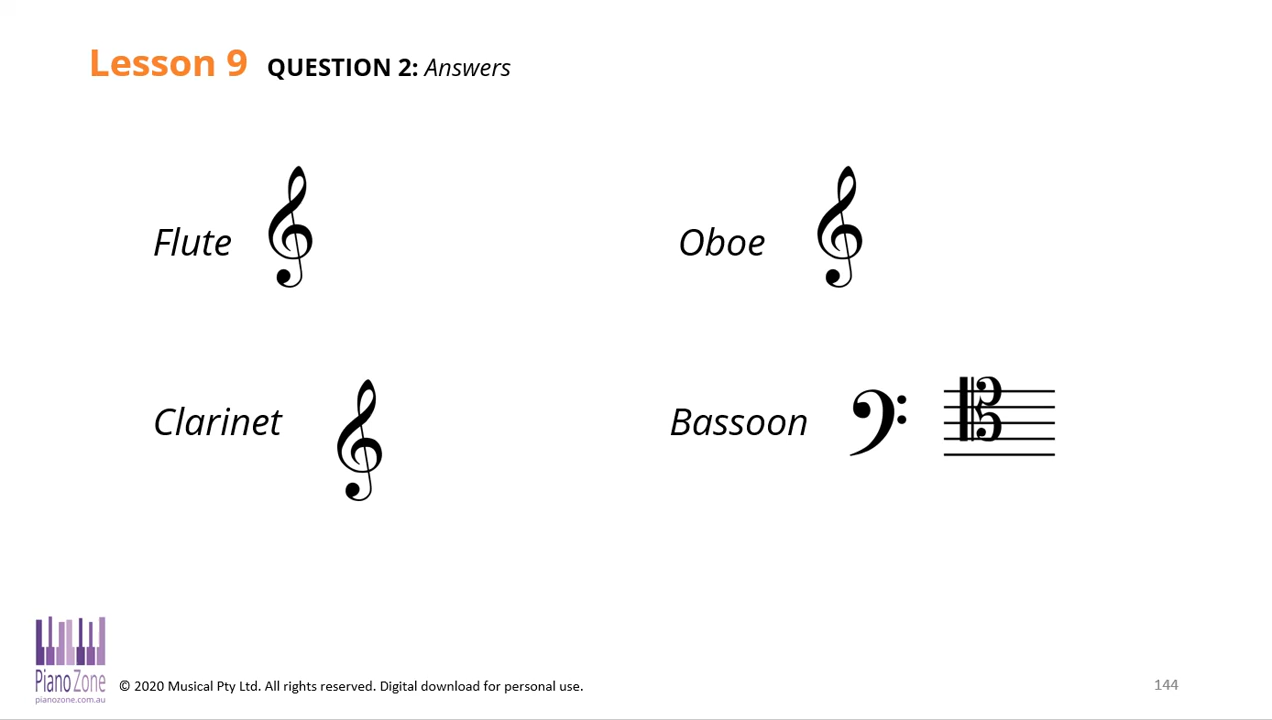 Lesson 9 QUESTION 2: Answers
Flute
Oboe
Clarinet
Bassoon
Piano Zone
pianozone.com.au
© 2020 Musical Pty Ltd. All rights reserved. Digital download for personal use.
144